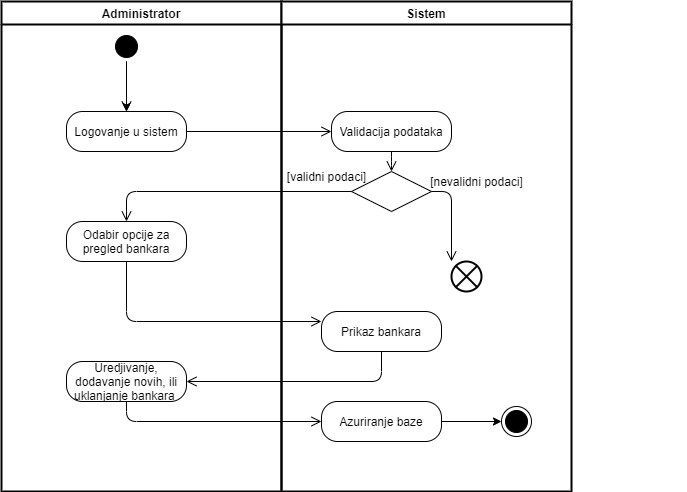 Administrator
Sistem
Logovanje u sistem
Validacija podataka
[validni podaci]
[nevalidni podaci]
Odabir opcije za
pregled bankara
Prikaz bankara
Uredjivanje,
dodavanje novih, ili
uklanjanje bankara
Azuriranje baze